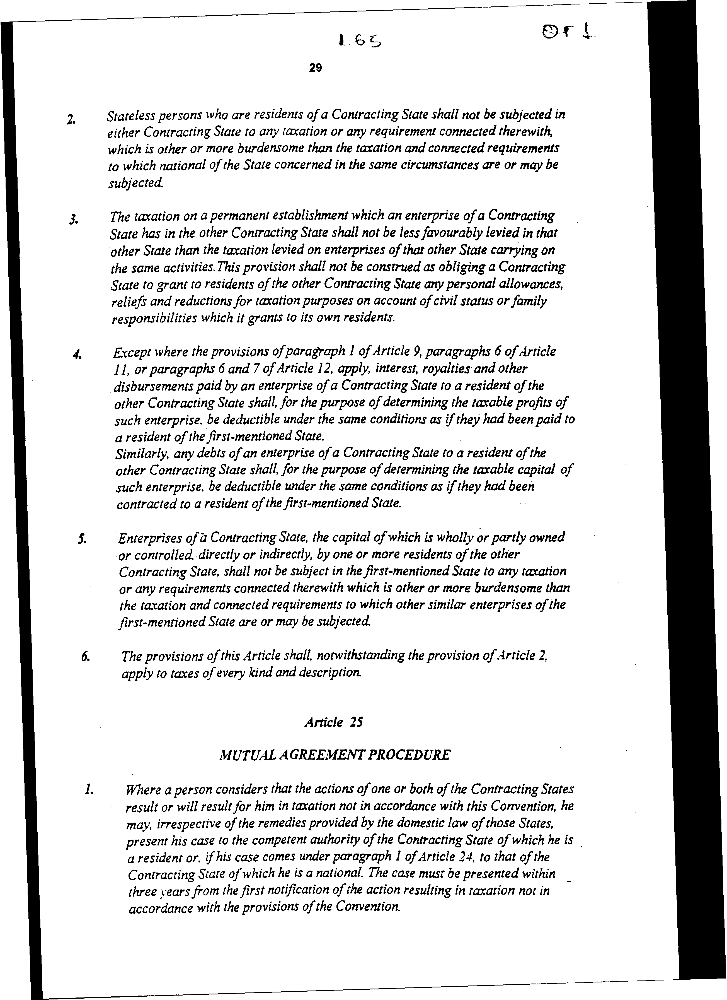 165
29
2. Stateless persons who are residents of a Contracting State shall not be subjected in
either Contracting State to any taxation or any requirement connected therewith,
which is other or more burdensome than the taxation and connected requirements
to which national of the State concerned in the same circumstances are or may be
subjected.
3. The taxation on a permanent establishment which an enterprise of a Contracting
State has in the other Contracting State shall not be less favourably levied in that
other State than the taxation levied on enterprises of that other State carrying on
the same activities.This provision shall not be construed as obliging a Contracting
State to grant to residents of the other Contracting State any personal allowances,
reliefs and reductions for taxation purposes on account of civil status or family
responsibilities which it grants to its own residents.
4. Except where the provisions of paragraph 1 of Article 9, paragraphs 6 of Article
11, or paragraphs 6 and 7 of Article 12, apply, interest, royalties and other
disbursements paid by an enterprise of a Contracting State to a resident of the
other Contracting State shall, for the purpose of determining the taxable profits of
such enterprise, be deductible under the same conditions as if they had been paid to
a resident of the first-mentioned State.
Similarly, any debts of an enterprise of a Contracting State to a resident of the
other Contracting State shall, for the purpose of determining the taxable capital of
such enterprise, be deductible under the same conditions as if they had been
contracted to a resident of the first-mentioned State.
5. Enterprises of a Contracting State, the capital of which is wholly or partly owned
or controlled, directly or indirectly, by one or more residents of the other
Contracting State, shall not be subject in the first-mentioned State to any taxation
or any requirements connected therewith which is other or more burdensome than
the taxation and connected requirements to which other similar enterprises of the
first-mentioned State are or may be subjected.
6. The provisions of this Article shall, notwithstanding the provision of Article 2,
apply to taxes of every kind and description.
Article 25
MUTUAL AGREEMENT PROCEDURE
1. Where a person considers that the actions of one or both of the Contracting States
result or will result for him in taxation not in accordance with this Convention, he
may, irrespective of the remedies provided by the domestic law of those States,
present his case to the competent authority of the Contracting State of which he is
a resident or, if his case comes under paragraph 1 of Article 24, to that of the
Contracting State of which he is a national. The case must be presented within
three years from the first notification of the action resulting in taxation not in
accordance with the provisions of the Convention.